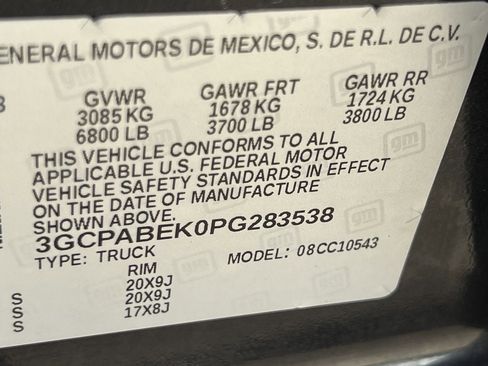 GENERAL MOTORS DE MEXICO, S. DE R.L. DE C.V.
GVWR GAWR FRT GAWR RR
3085 KG 1678 KG 1724 KG
6800 LB 3700 LB 3800 LB
THIS VEHICLE CONFORMS TO ALL
APPLICABLE U.S. FEDERAL MOTOR
VEHICLE SAFETY STANDARDS IN EFFECT
ON THE DATE OF MANUFACTURE
SHOWN ABOVE.
3GCPABEK0PG283538
TYPE: TRUCK MODEL: 08CC10543
RIM
20X9J
S 20X9J
S 17X8J
S